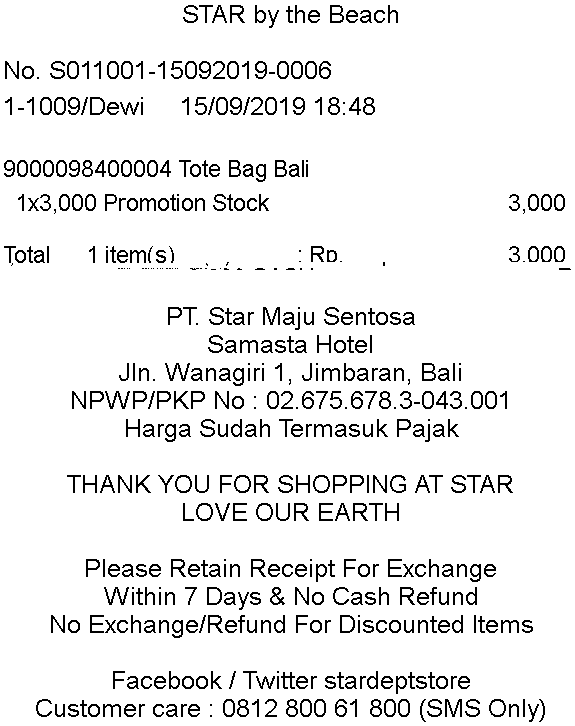 STAR by the Beach
No. S011001-15092019-0006
1-1009/Dewi 15/09/2019 18:48
9000098400004 Tote Bag Bali
1x3,000 Promotion Stock 3,000
Total 1 item(s) : Rp. 3,000
PT. Star Maju Sentosa
Samasta Hotel
Jln. Wanagiri 1, Jimbaran, Bali
NPWP/PKP No : 02.675.678.3-043.001
Harga Sudah Termasuk Pajak
THANK YOU FOR SHOPPING AT STAR
LOVE OUR EARTH
Please Retain Receipt For Exchange
Within 7 Days & No Cash Refund
No Exchange/Refund For Discounted Items
Facebook / Twitter stardeptstore
Customer care : 0812 800 61 800 (SMS Only)